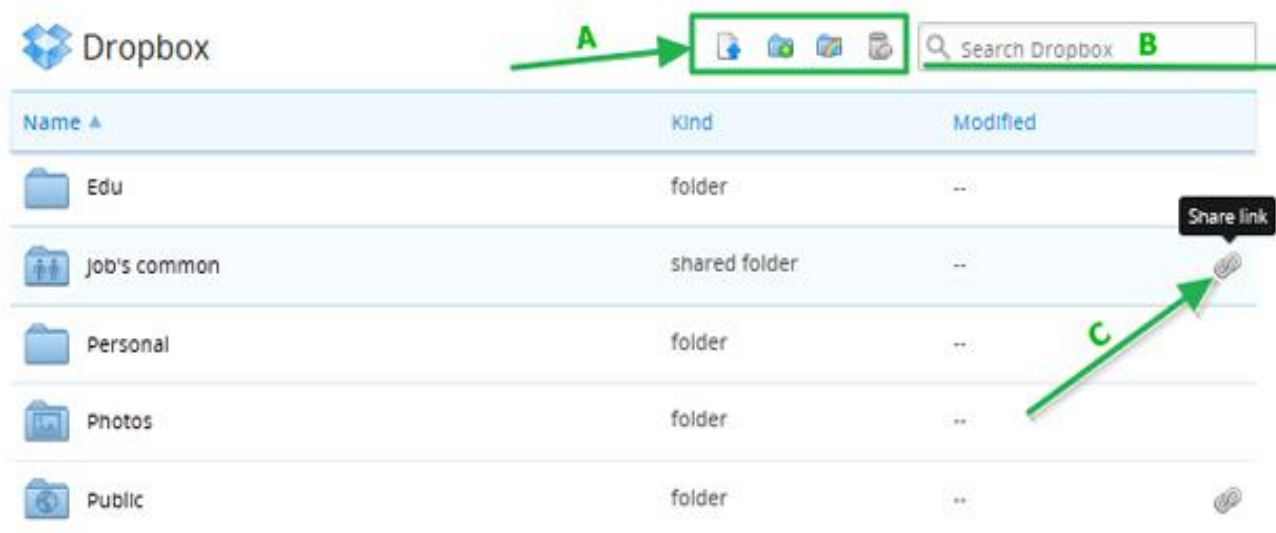 Dropbox
A
Search Dropbox B
Name Kind Modified
Edu folder --
Share link
Job's common shared folder --
Personal folder --
C
Photos folder --
Public folder --